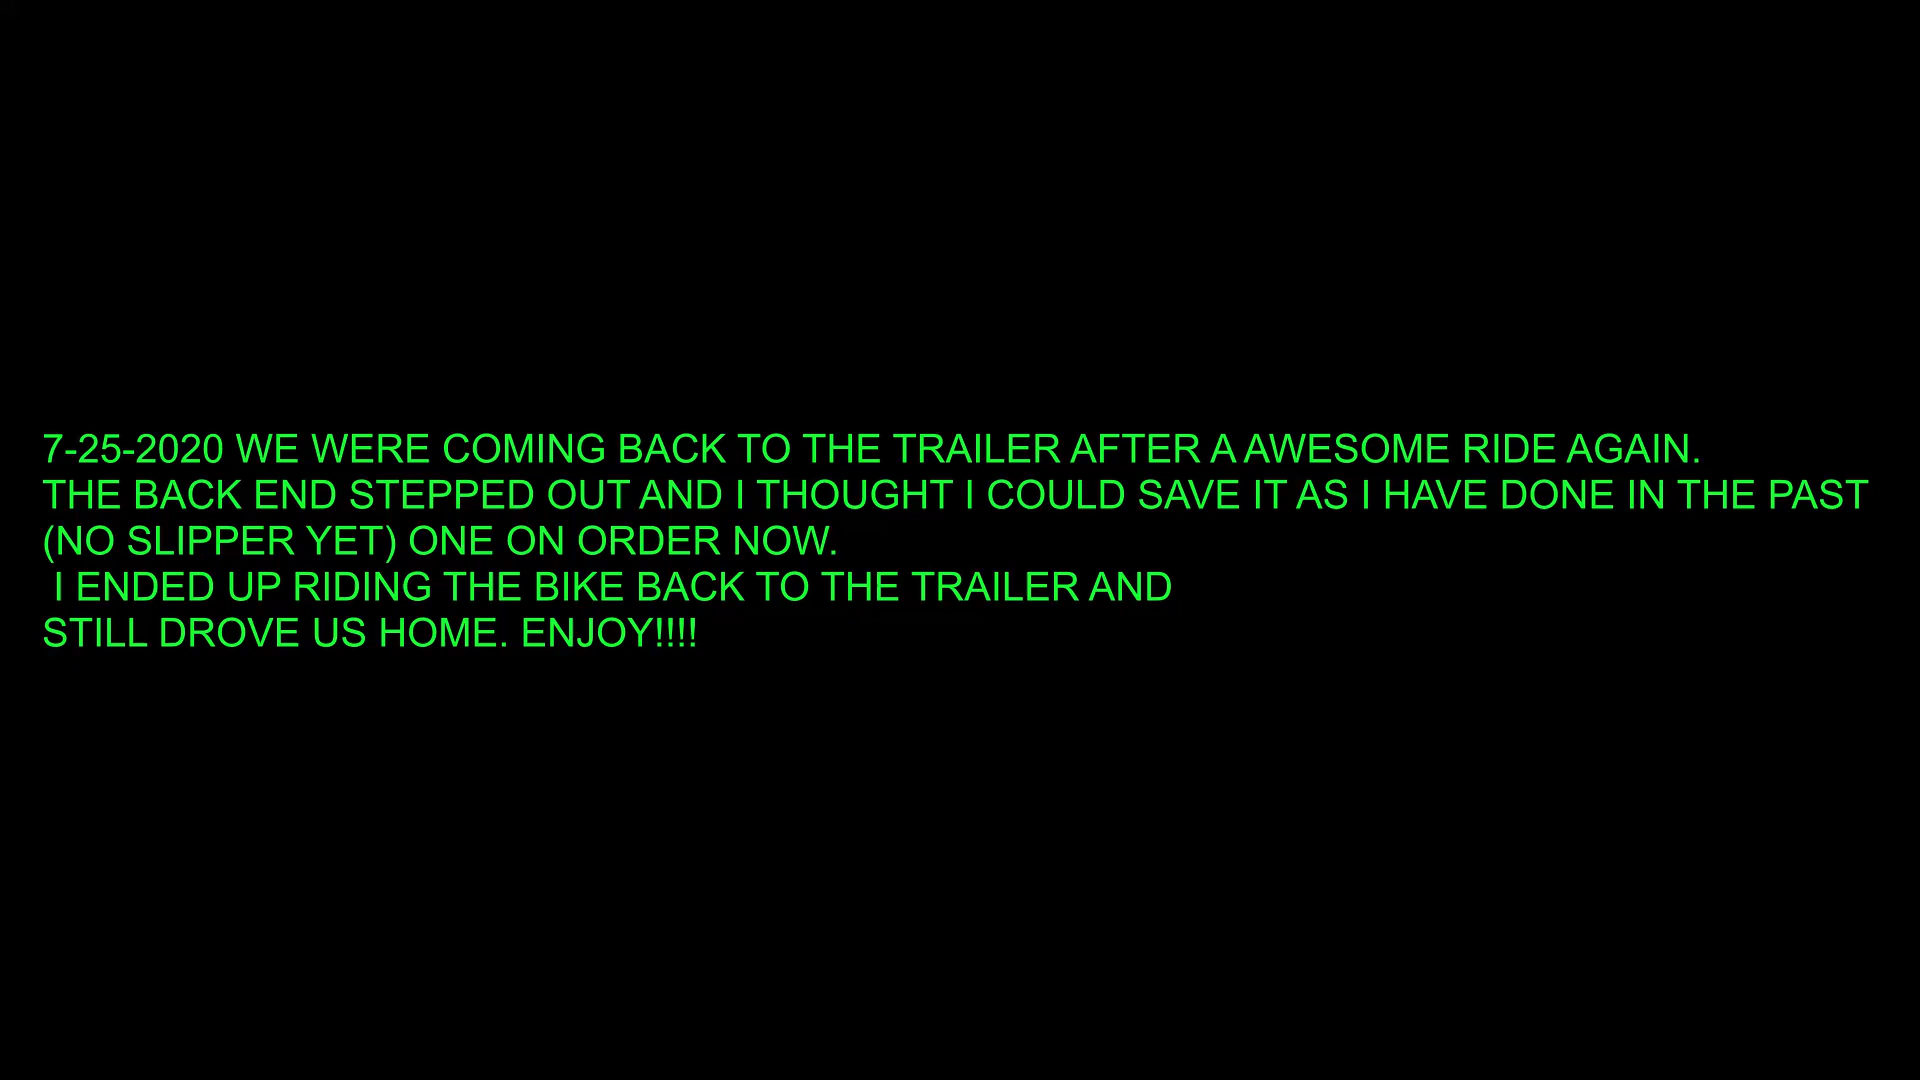 7-25-2020 WE WERE COMING BACK TO THE TRAILER AFTER A AWESOME RIDE AGAIN.
THE BACK END STEPPED OUT AND I THOUGHT I COULD SAVE IT AS I HAVE DONE IN THE PAST
(NO SLIPPER YET) ONE ON ORDER NOW.
I ENDED UP RIDING THE BIKE BACK TO THE TRAILER AND
STILL DROVE US HOME. ENJOY!!!!